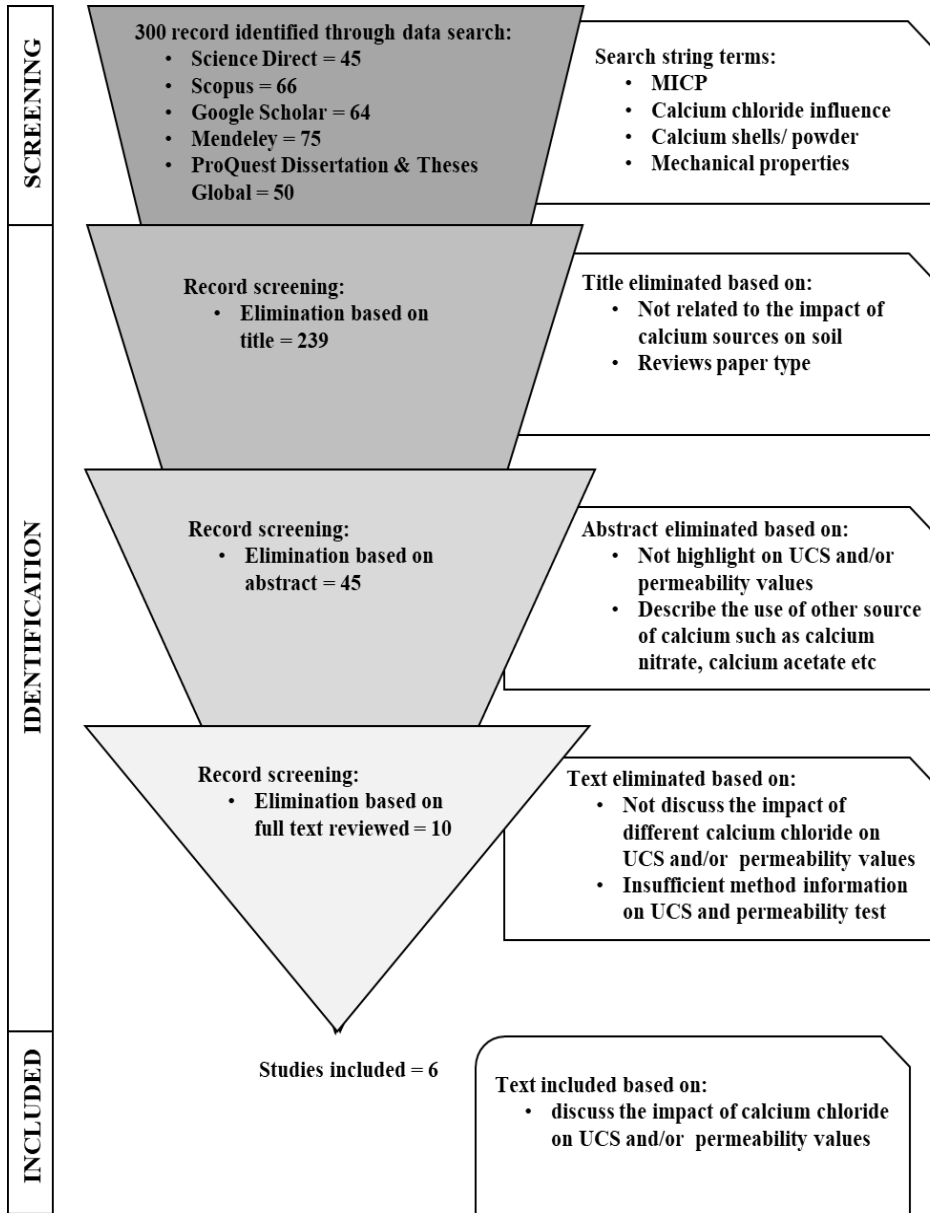 SCREENING
300 record identified through data search:
• Science Direct = 45
• Scopus = 66
• Google Scholar = 64
• Mendeley = 75
• ProQuest Dissertation & Theses
Global = 50
Search string terms:
• MICP
• Calcium chloride influence
• Calcium shells/ powder
• Mechanical properties
IDENTIFICATION
Record screening:
• Elimination based on
title = 239
Title eliminated based on:
• Not related to the impact of
calcium sources on soil
• Reviews paper type
Record screening:
• Elimination based on
abstract = 45
Abstract eliminated based on:
• Not highlight on UCS and/or
permeability values
• Describe the use of other source
of calcium such as calcium
nitrate, calcium acetate etc
Record screening:
• Elimination based on
full text reviewed = 10
Text eliminated based on:
• Not discuss the impact of
different calcium chloride on
UCS and/or permeability values
• Insufficient method information
on UCS and permeability test
INCLUDED
Studies included = 6
Text included based on:
• discuss the impact of calcium chloride
on UCS and/or permeability values